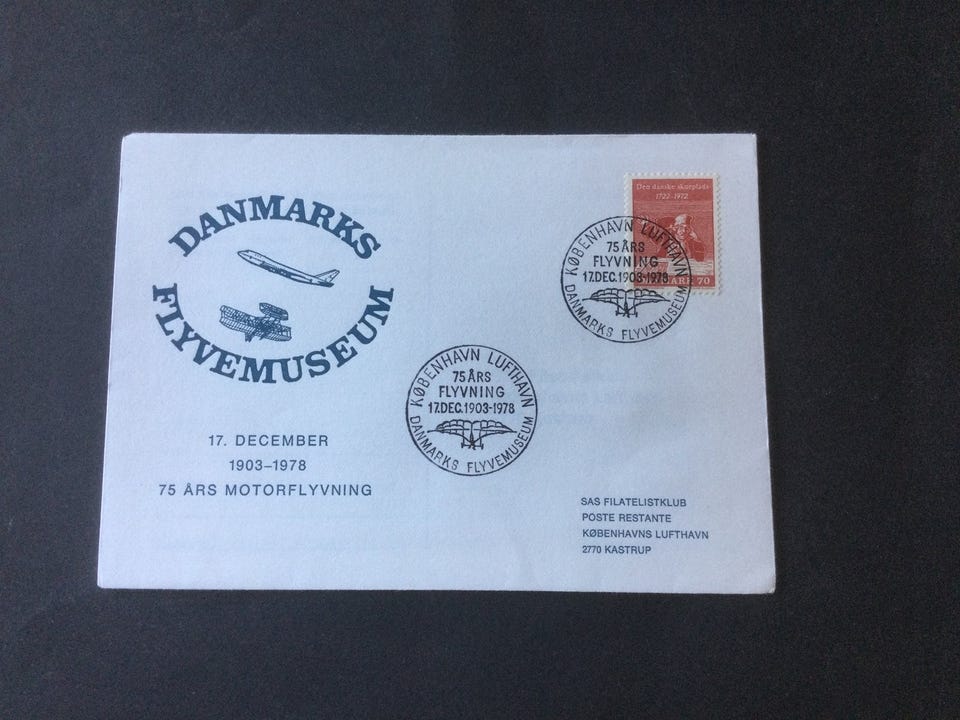 DANMARKS
FLYVEMUSEUM
17. DECEMBER
1903–1978
75 ÅRS MOTORFLYVNING
KØBENHAVN LUFTHAVN
75 ÅRS
FLYVNING
17.DEC.1903-1978
DANMARKS FLYVEMUSEUM
Den danske skueplads
1722-1972
70
KØBENHAVN LUFTHAVN
75 ÅRS
FLYVNING
17.DEC.1903-1978
DANMARKS FLYVEMUSEUM
SAS FILATELISTKLUB
POSTE RESTANTE
KØBENHAVNS LUFTHAVN
2770 KASTRUP